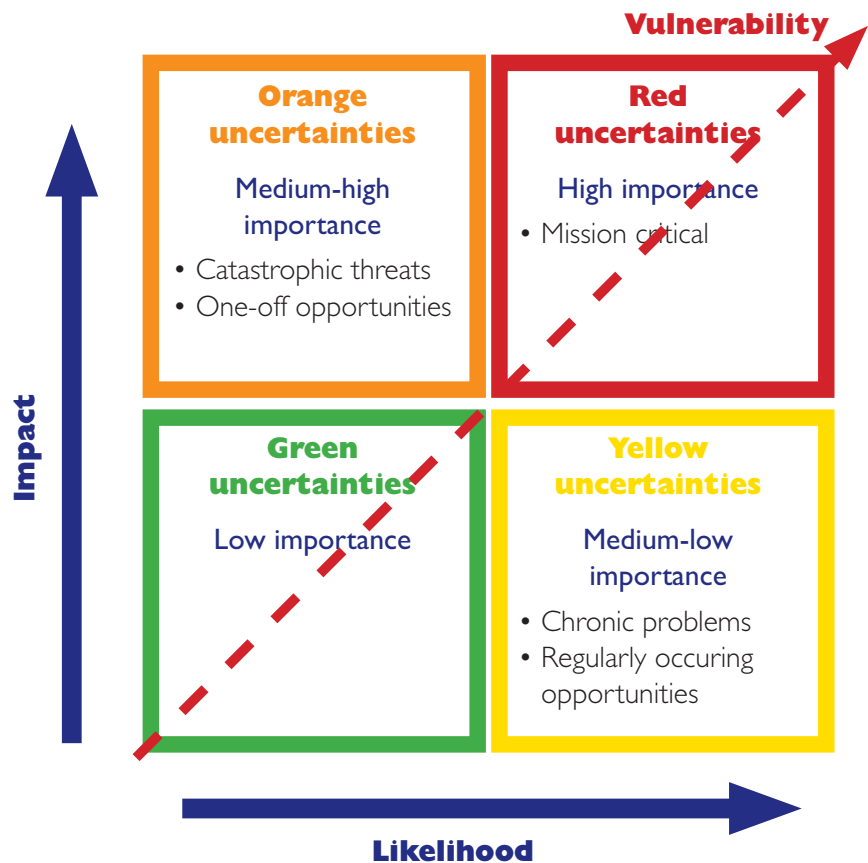 Vulnerability
Orange
uncertainties
Medium-high
importance
• Catastrophic threats
• One-off opportunities
Red
uncertainties
High importance
• Mission critical
Impact
Green
uncertainties
Low importance
Yellow
uncertainties
Medium-low
importance
• Chronic problems
• Regularly occuring
opportunities
Likelihood